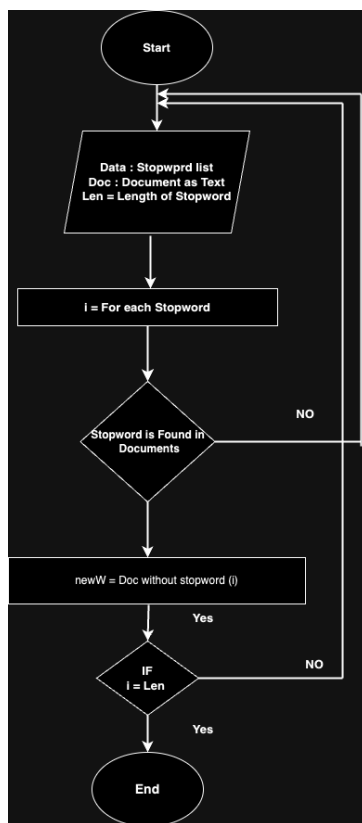 Start
Data : Stopwprd list
Doc : Document as Text
Len = Length of Stopword
i = For each Stopword
NO
Stopword is Found in
Documents
newW = Doc without stopword (i)
Yes
IF
i = Len
NO
Yes
End